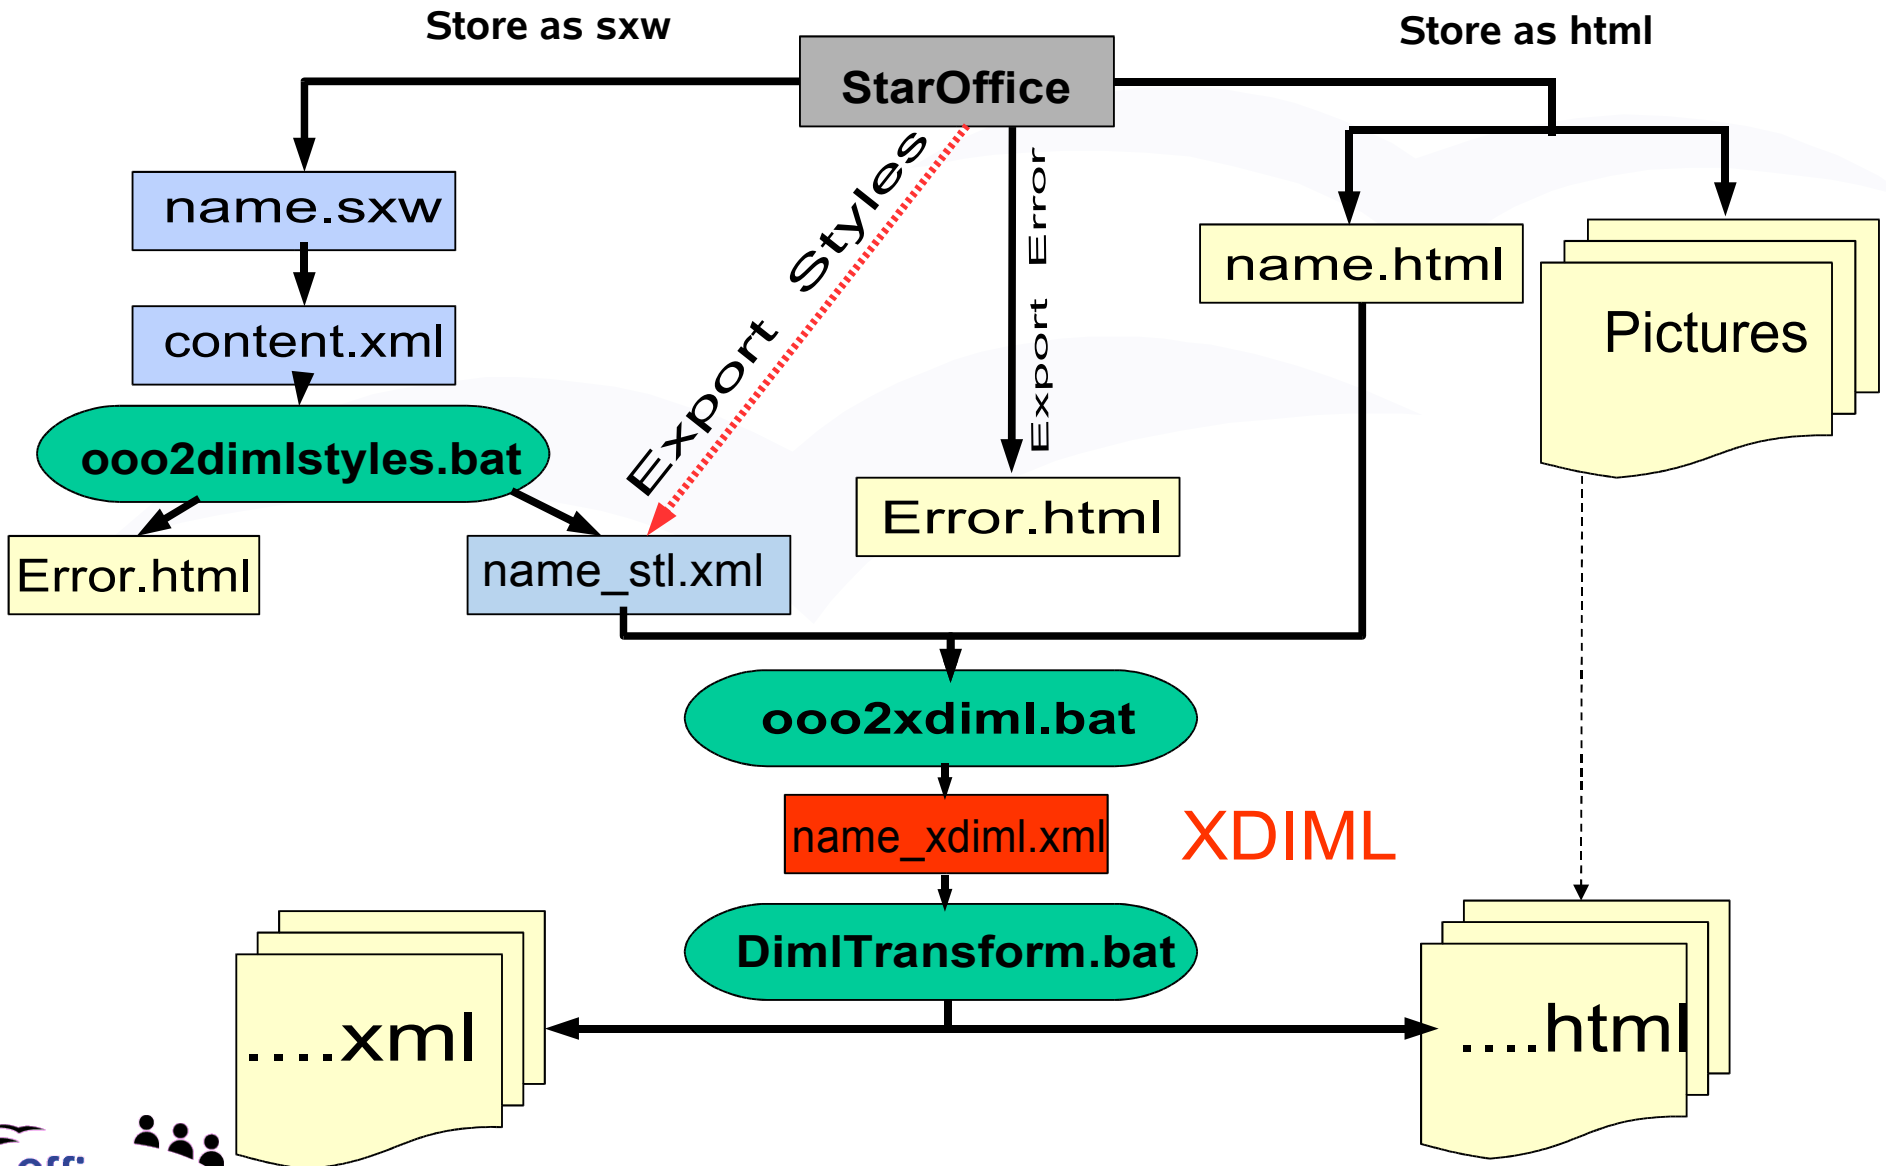 Store as sxw
Store as html
StarOffice
name.sxw
Export Styles
Export Error
name.html
Pictures
content.xml
ooo2dimlstyles.bat
Error.html
Error.html
name_stl.xml
ooo2xdiml.bat
name_xdiml.xml
XDIML
DimlTransform.bat
....xml
....html